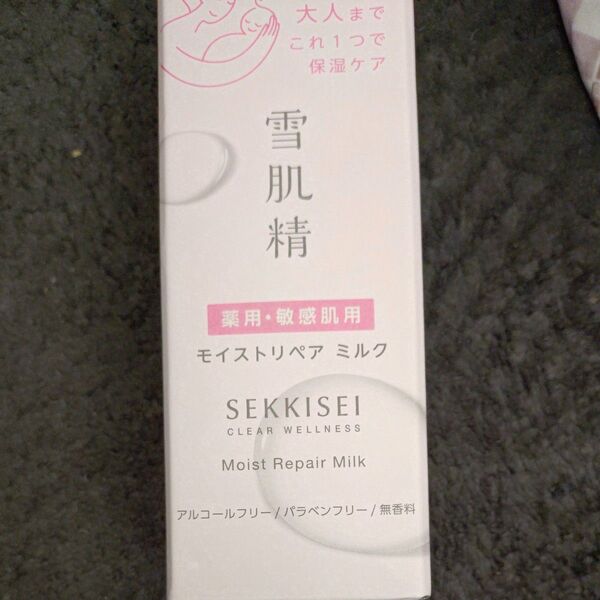 大人まで
これ1つで
保湿ケア
雪肌精
薬用・敏感肌用
モイストリペア ミルク
SEKKISEI
CLEAR WELLNESS
Moist Repair Milk
アルコールフリー/パラベンフリー/無香料